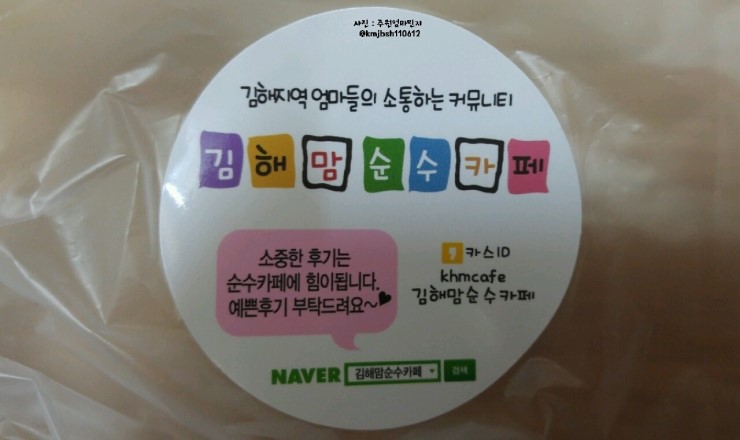 사진 : 주원엄마민지
@kmjbsh110612
김해지역 엄마들의 소통하는 커뮤니티
김해맘순수카페
소중한 후기는
순수카페에 힘이됩니다.
예쁜후기 부탁드려요~♥
카스ID
khmcafe
김해맘순수카페
NAVER 김해맘순수카페 검색